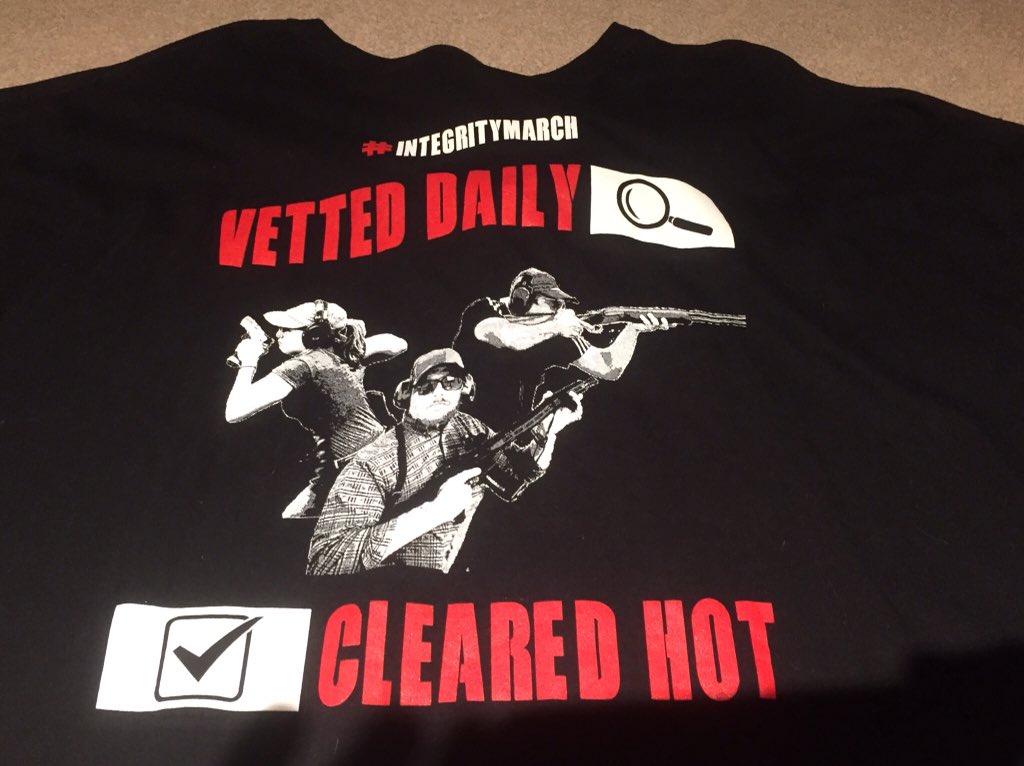 #INTEGRITYMARCH
VETTED DAILY
CLEARED HOT